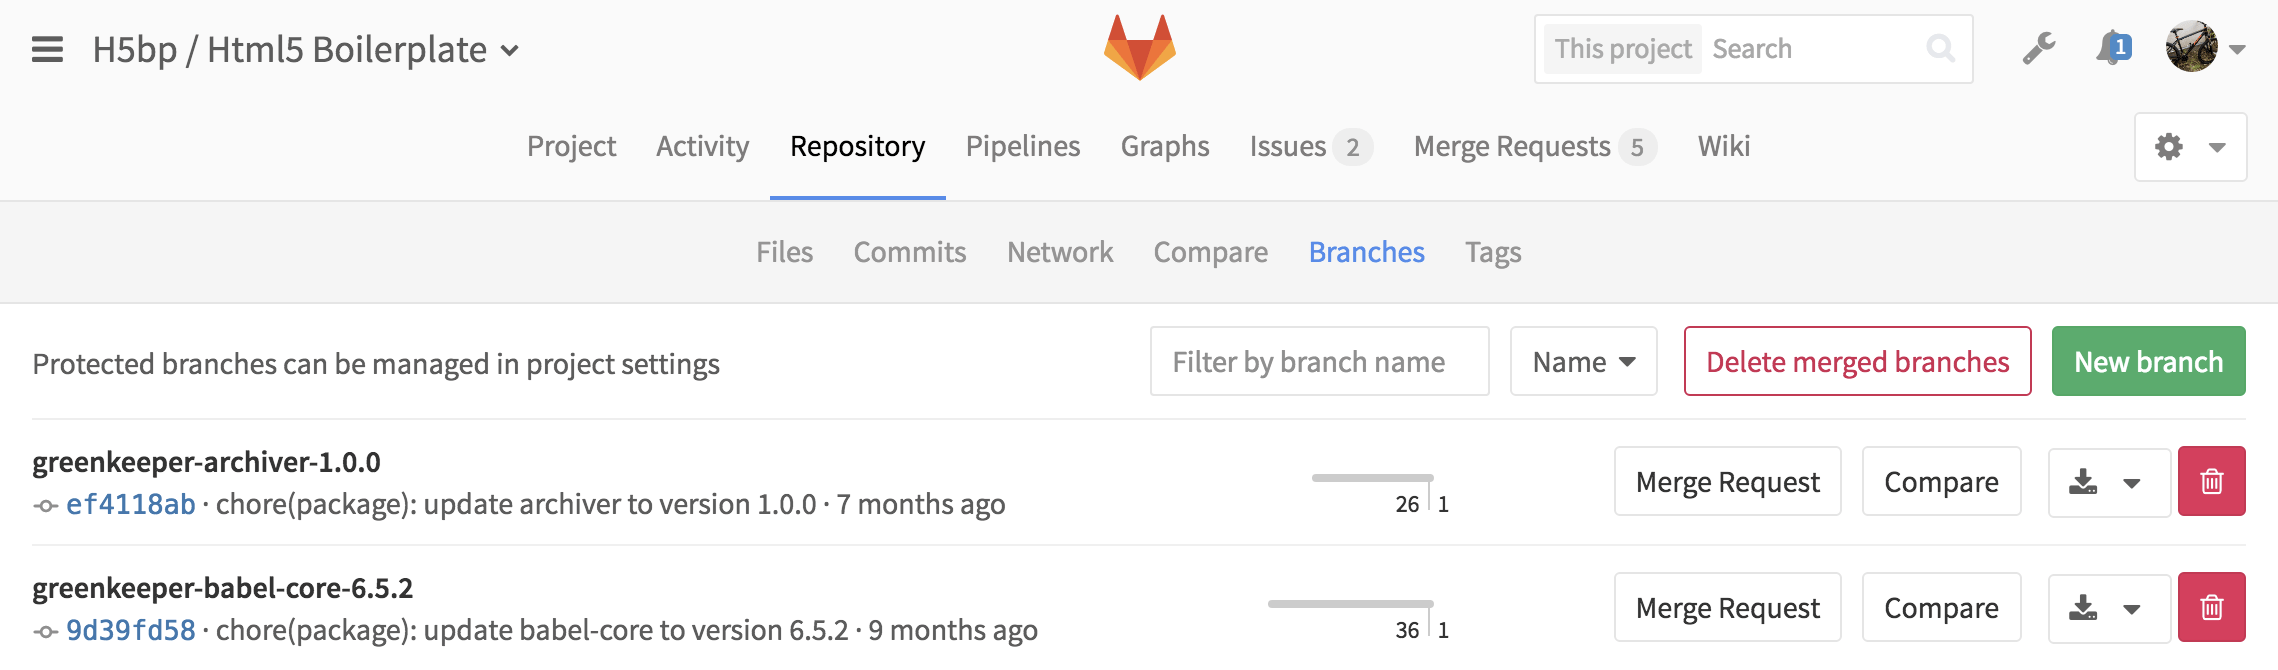 H5bp / Html5 Boilerplate
This project Search
1
Project Activity Repository Pipelines Graphs Issues 2 Merge Requests 5 Wiki
Files Commits Network Compare Branches Tags
Protected branches can be managed in project settings
Filter by branch name
Name
Delete merged branches
New branch
greenkeeper-archiver-1.0.0
ef4118ab · chore(package): update archiver to version 1.0.0 · 7 months ago
26 1
Merge Request
Compare
greenkeeper-babel-core-6.5.2
9d39fd58 · chore(package): update babel-core to version 6.5.2 · 9 months ago
36 1
Merge Request
Compare